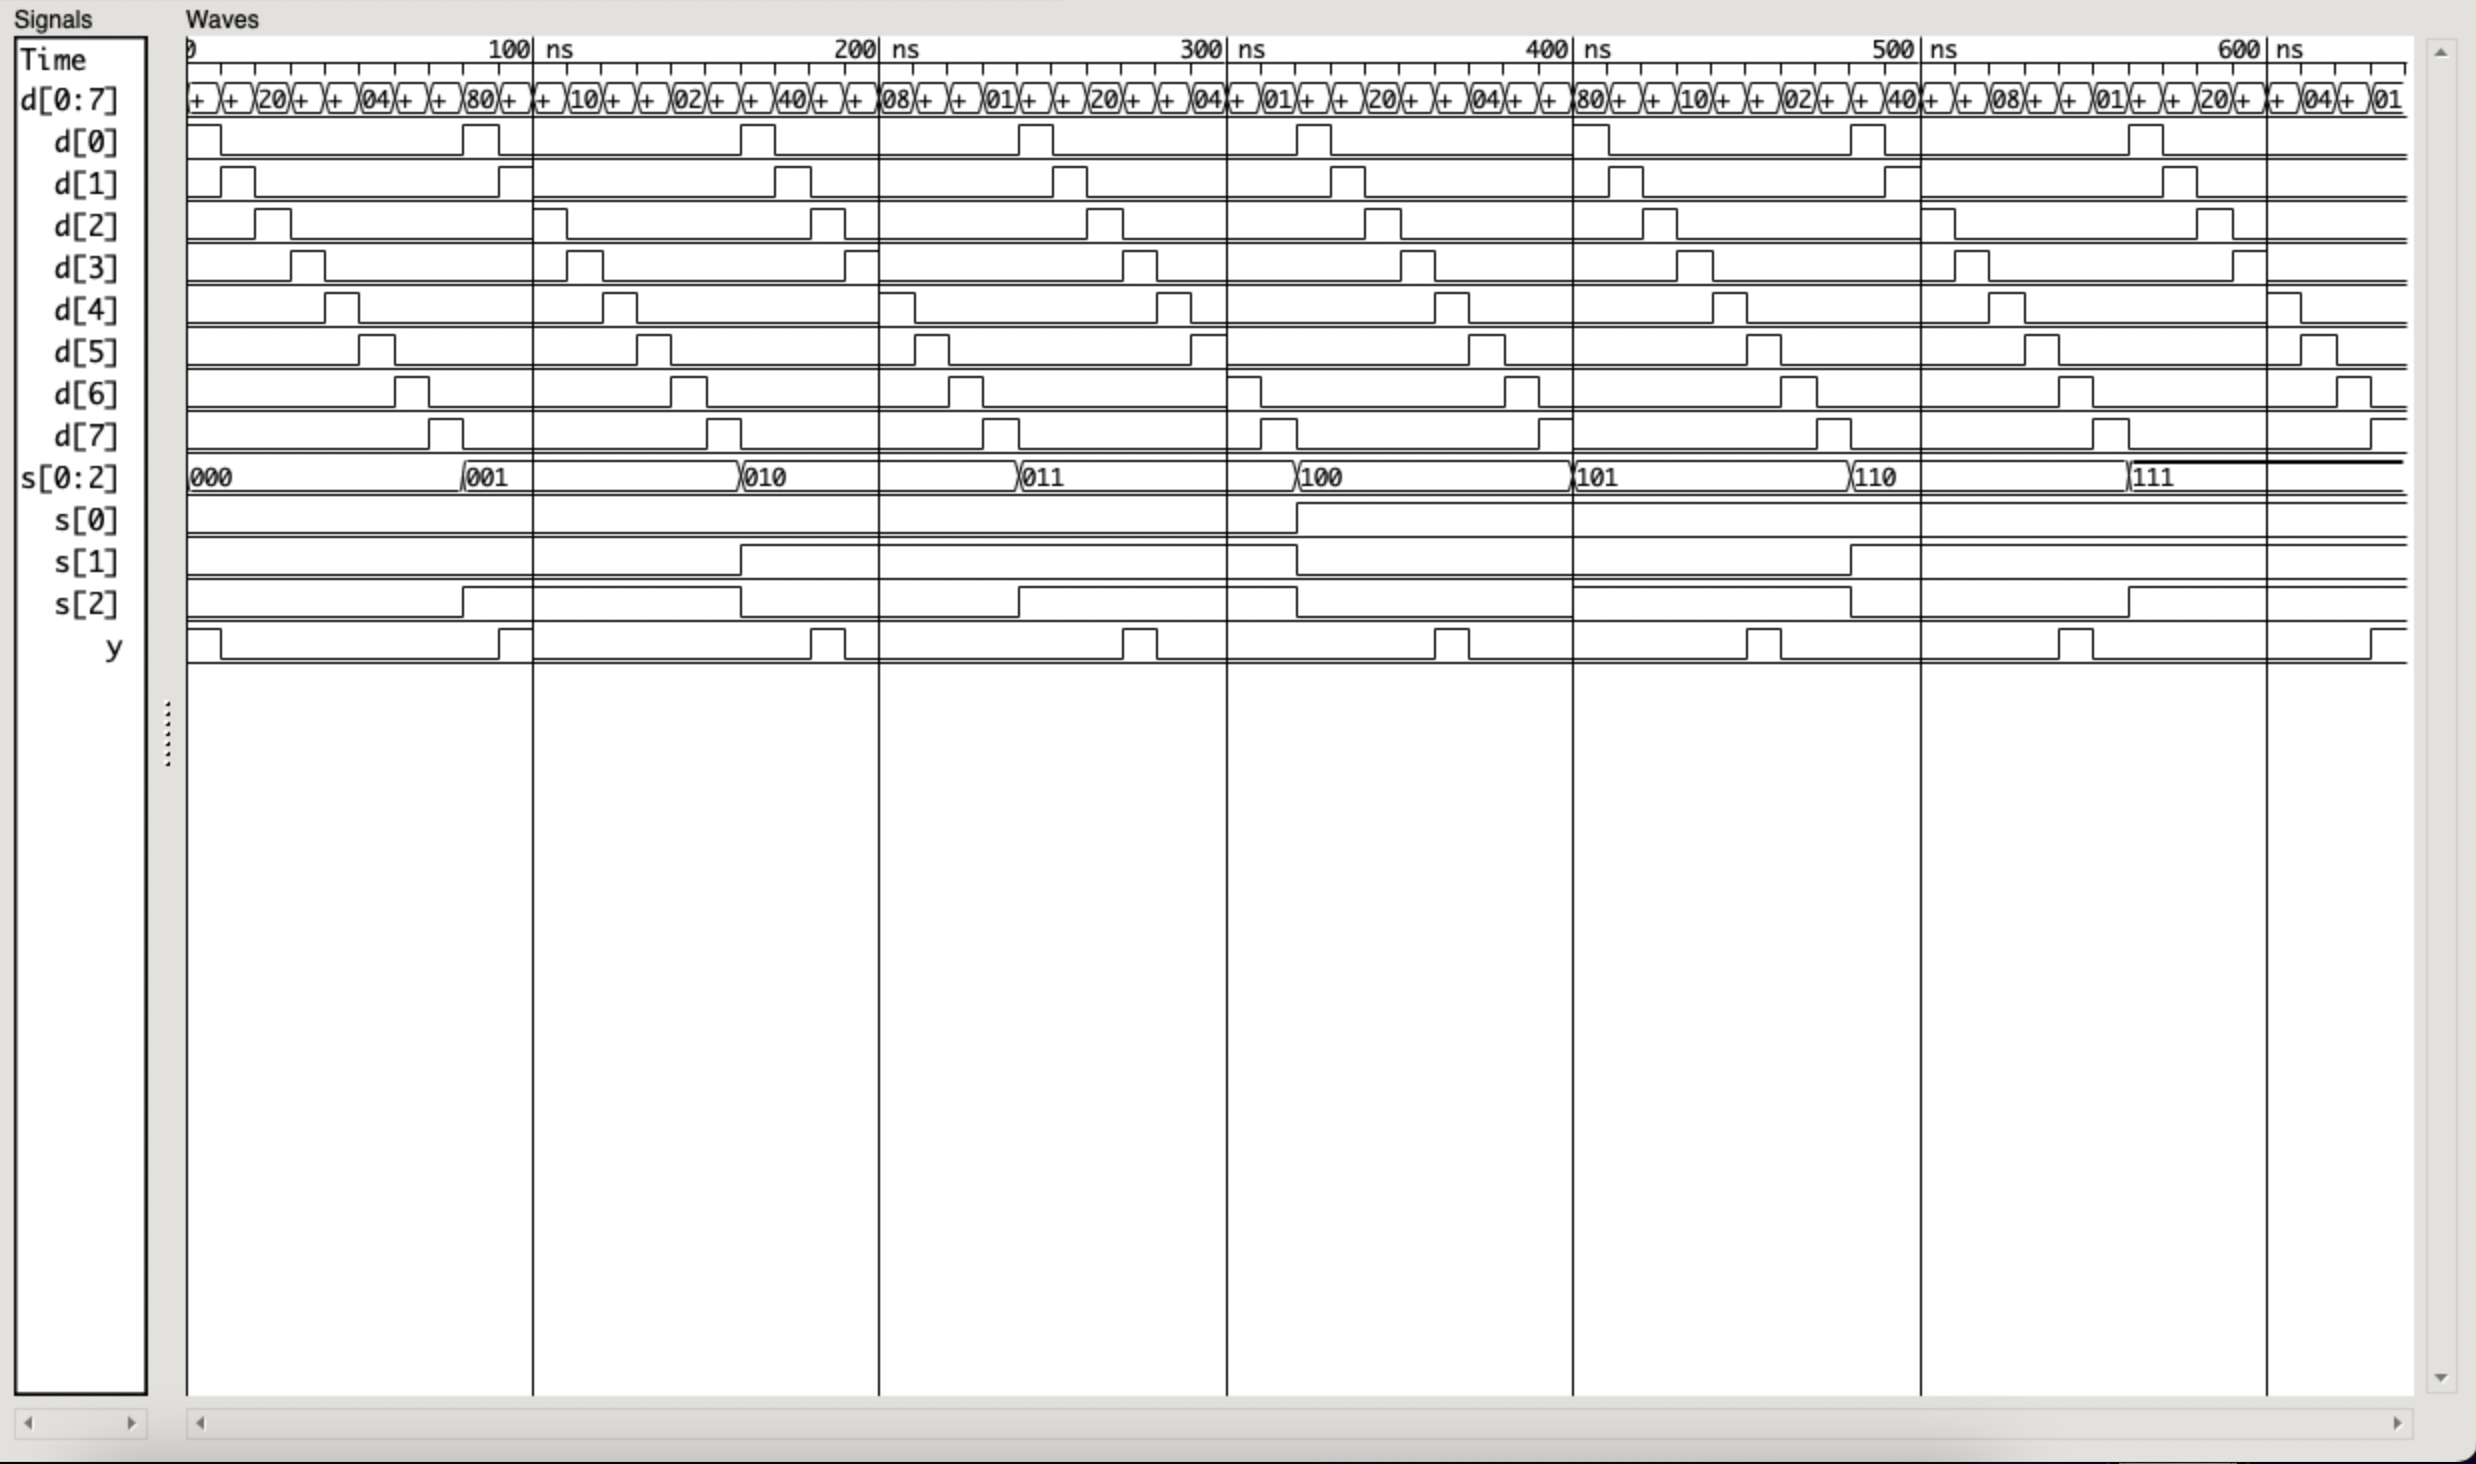 Signals Waves
Time 0 100 ns 200 ns 300 ns 400 ns 500 ns 600 ns
d[0:7] + + 20 + + 04 + + 80 + + 10 + + 02 + + 40 + + 08 + + 01 + + 20 + + 04 + 01 + + 20 + + 04 + + 80 + + 10 + + 02 + + 40 + + 08 + + 01 + + 20 + + 04 + 01
d[0]
d[1]
d[2]
d[3]
d[4]
d[5]
d[6]
d[7]
s[0:2] 000 001 010 011 100 101 110 111
s[0]
s[1]
s[2]
y